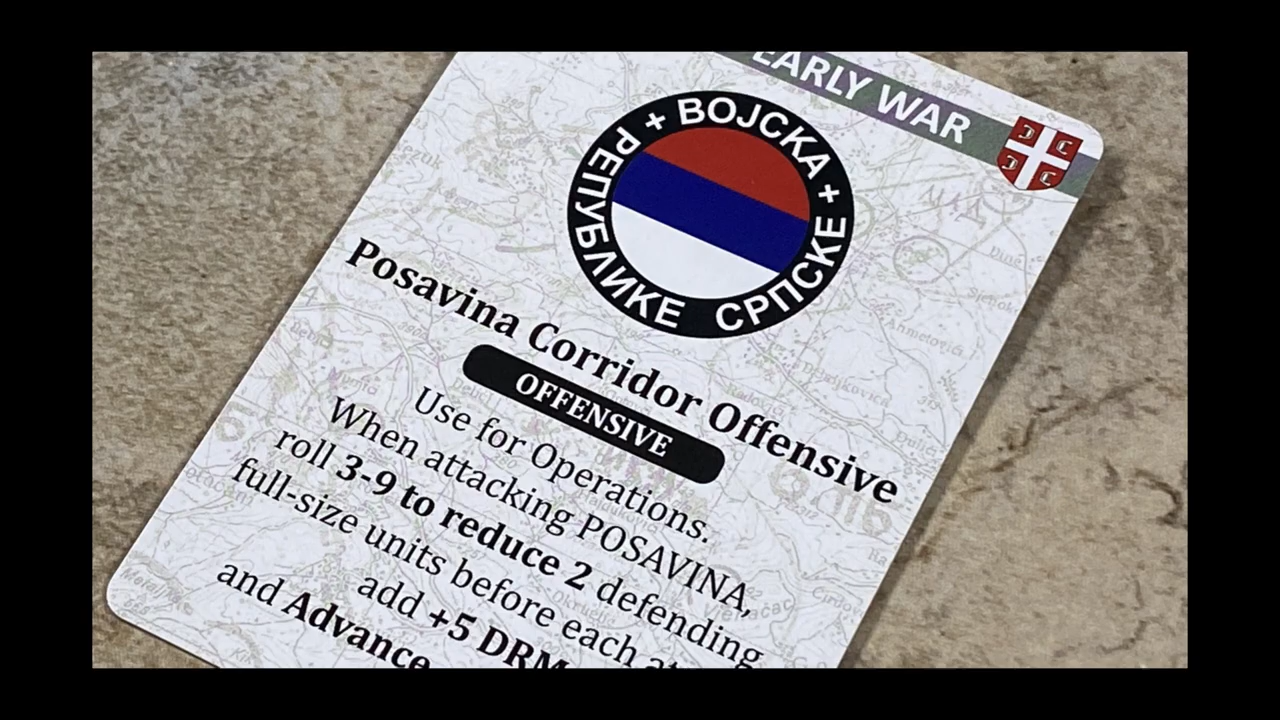 EARLY WAR
ВОЈСКА + РЕПУБЛИКЕ СРПСКЕ +
Posavina Corridor Offensive
OFFENSIVE
Use for Operations.
When attacking POSAVINA,
roll 3-9 to reduce 2 defending
full-size units before each
add +5 DRM
and Advance